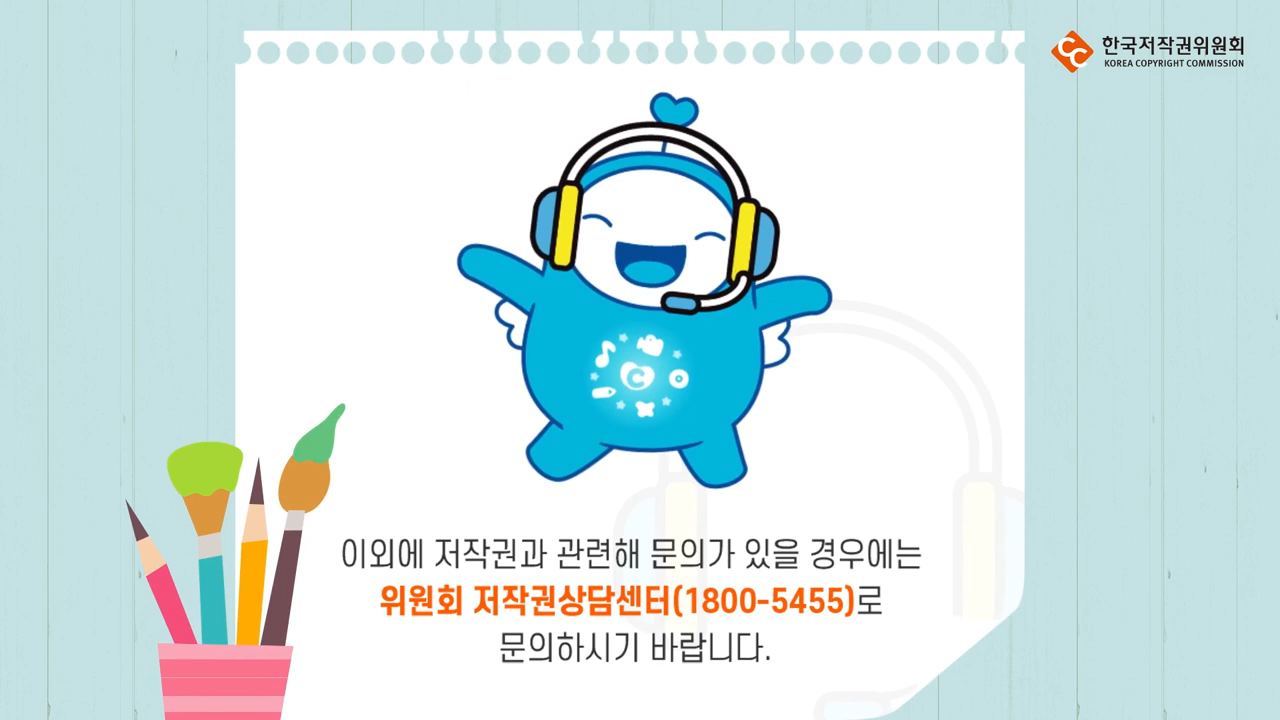 한국저작권위원회
KOREA COPYRIGHT COMMISSION
이외에 저작권과 관련해 문의가 있을 경우에는
위원회 저작권상담센터(1800-5455)로
문의하시기 바랍니다.